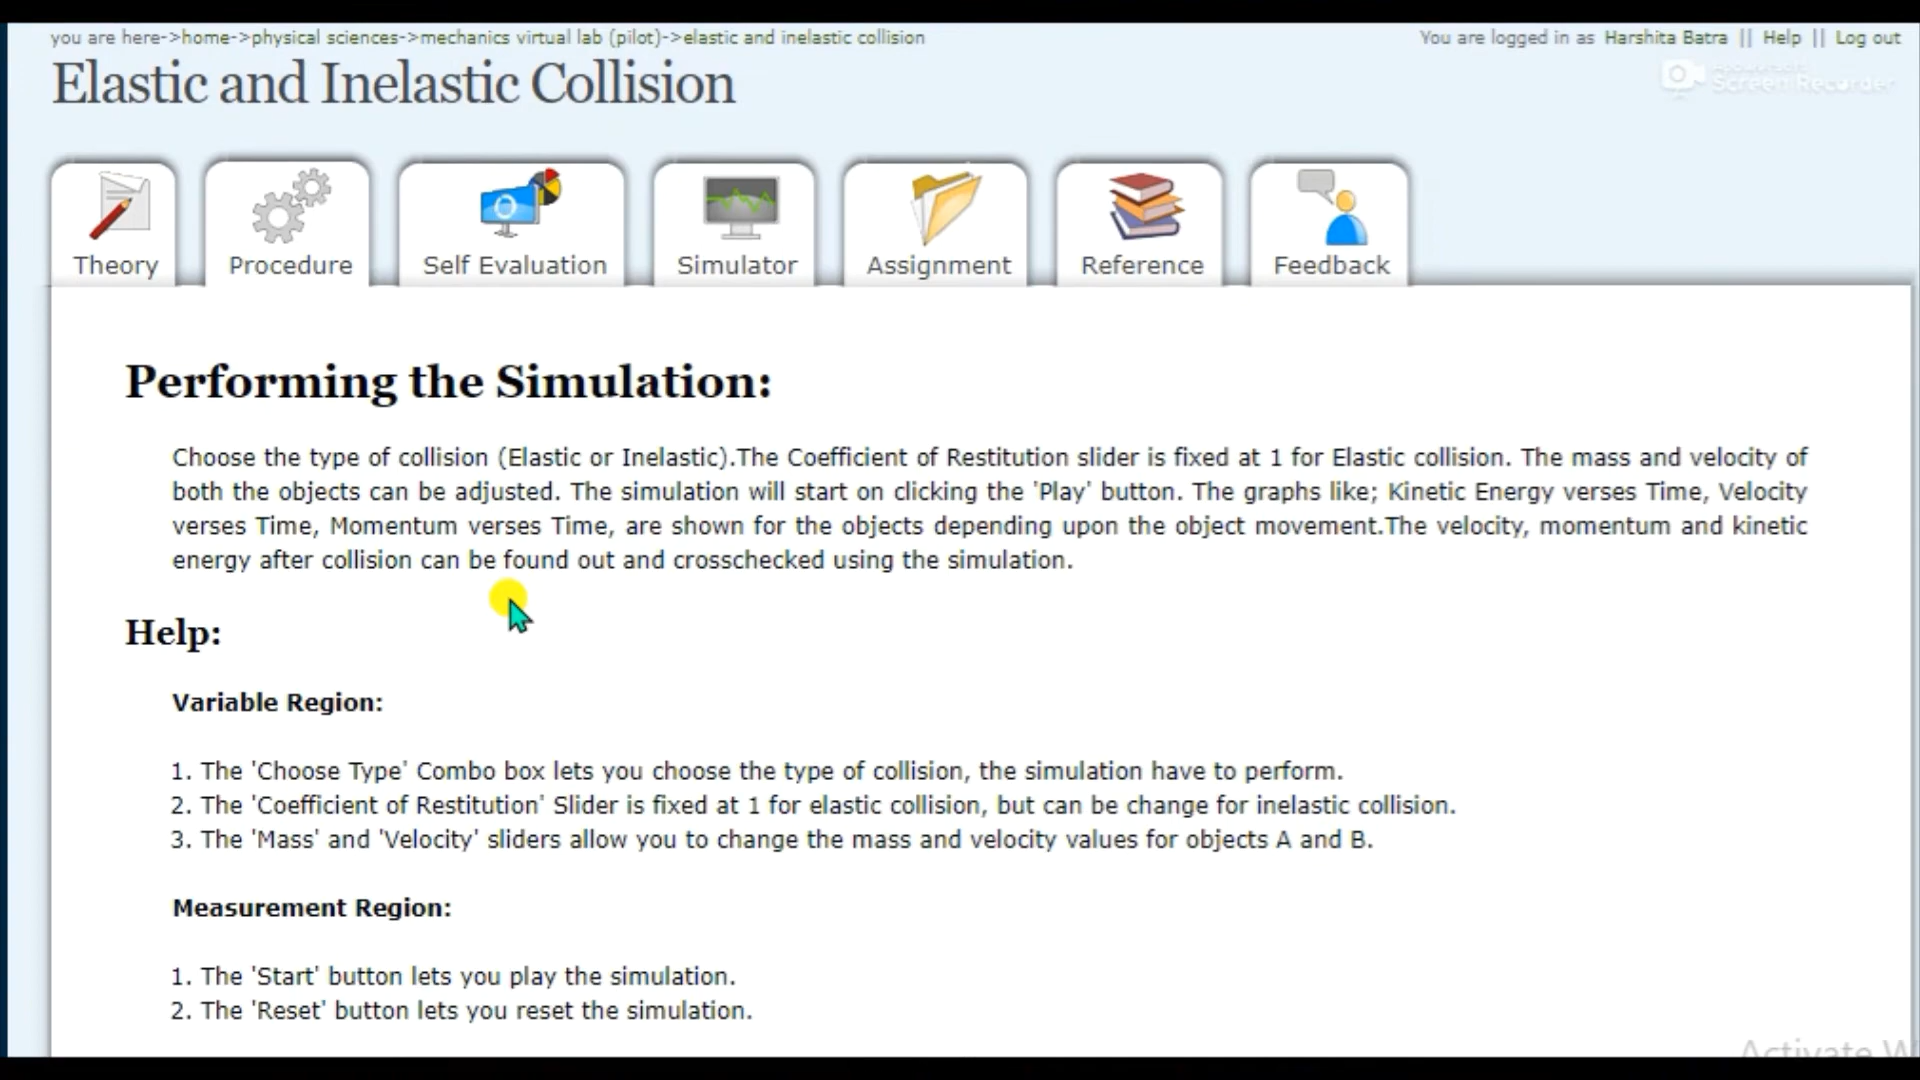 you are here->home->physical sciences->mechanics virtual lab (pilot)->elastic and inelastic collision
You are logged in as Harshita Batra || Help || Log out
Elastic and Inelastic Collision
Apowersoft
Screen Recorder
Theory
Procedure
Self Evaluation
Simulator
Assignment
Reference
Feedback
Performing the Simulation:
Choose the type of collision (Elastic or Inelastic).The Coefficient of Restitution slider is fixed at 1 for Elastic collision. The mass and velocity of
both the objects can be adjusted. The simulation will start on clicking the 'Play' button. The graphs like; Kinetic Energy verses Time, Velocity
verses Time, Momentum verses Time, are shown for the objects depending upon the object movement.The velocity, momentum and kinetic
energy after collision can be found out and crosschecked using the simulation.
Help:
Variable Region:
1. The 'Choose Type' Combo box lets you choose the type of collision, the simulation have to perform.
2. The 'Coefficient of Restitution' Slider is fixed at 1 for elastic collision, but can be change for inelastic collision.
3. The 'Mass' and 'Velocity' sliders allow you to change the mass and velocity values for objects A and B.
Measurement Region:
1. The 'Start' button lets you play the simulation.
2. The 'Reset' button lets you reset the simulation.
Activate W